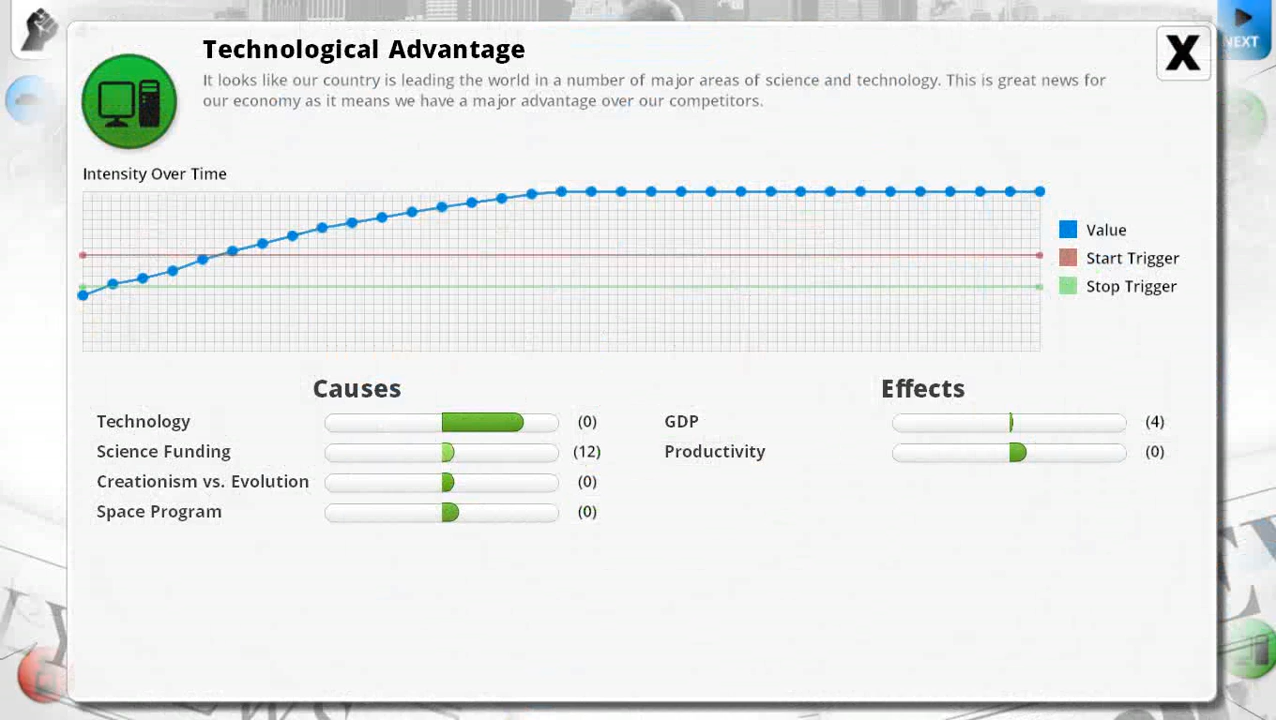 NEXT
Technological Advantage
It looks like our country is leading the world in a number of major areas of science and technology. This is great news for
our economy as it means we have a major advantage over our competitors.
X
Intensity Over Time
Value
Start Trigger
Stop Trigger
Causes
Effects
Technology (0)
GDP (4)
Science Funding (12)
Productivity (0)
Creationism vs. Evolution (0)
Space Program (0)